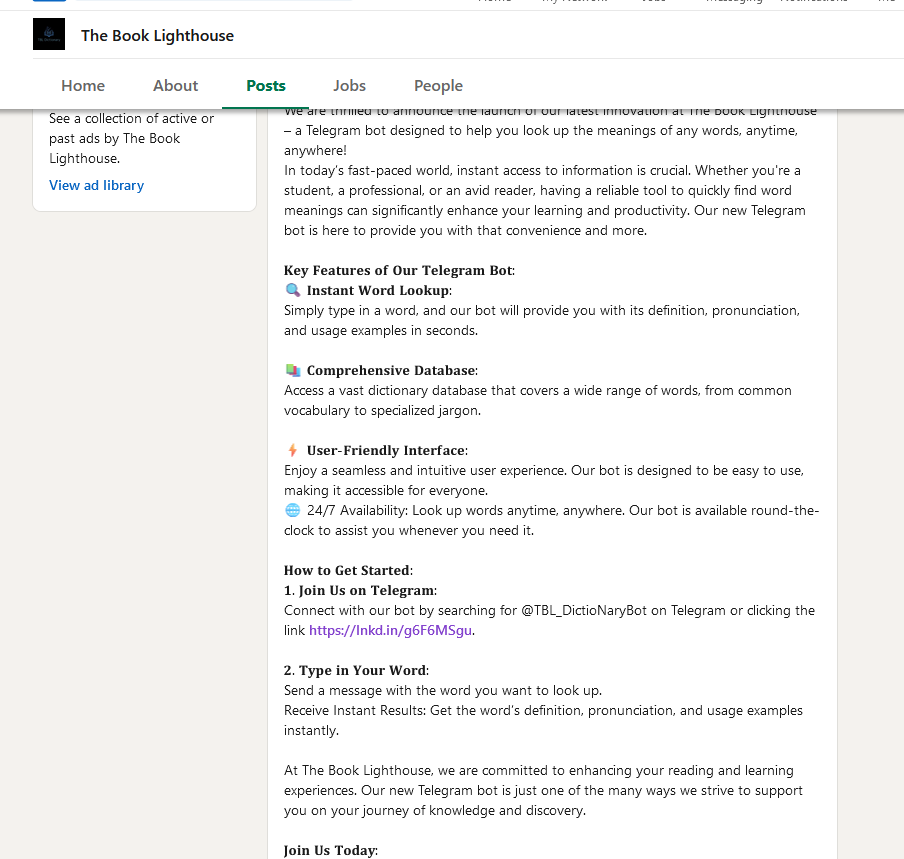 The Book Lighthouse
Home
About
Posts
Jobs
People
See a collection of active or
past ads by The Book
Lighthouse.
View ad library
We are thrilled to announce the launch of our latest innovation at The Book Lighthouse
– a Telegram bot designed to help you look up the meanings of any words, anytime,
anywhere!
In today's fast-paced world, instant access to information is crucial. Whether you're a
student, a professional, or an avid reader, having a reliable tool to quickly find word
meanings can significantly enhance your learning and productivity. Our new Telegram
bot is here to provide you with that convenience and more.
Key Features of Our Telegram Bot:
🔍 Instant Word Lookup:
Simply type in a word, and our bot will provide you with its definition, pronunciation,
and usage examples in seconds.
📚 Comprehensive Database:
Access a vast dictionary database that covers a wide range of words, from common
vocabulary to specialized jargon.
⚡ User-Friendly Interface:
Enjoy a seamless and intuitive user experience. Our bot is designed to be easy to use,
making it accessible for everyone.
🌐 24/7 Availability: Look up words anytime, anywhere. Our bot is available round-the-
clock to assist you whenever you need it.
How to Get Started:
1. Join Us on Telegram:
Connect with our bot by searching for @TBL_DictioNaryBot on Telegram or clicking the
link https://lnkd.in/g6F6MSgu.
2. Type in Your Word:
Send a message with the word you want to look up.
Receive Instant Results: Get the word's definition, pronunciation, and usage examples
instantly.
At The Book Lighthouse, we are committed to enhancing your reading and learning
experiences. Our new Telegram bot is just one of the many ways we strive to support
you on your journey of knowledge and discovery.
Join Us Today: